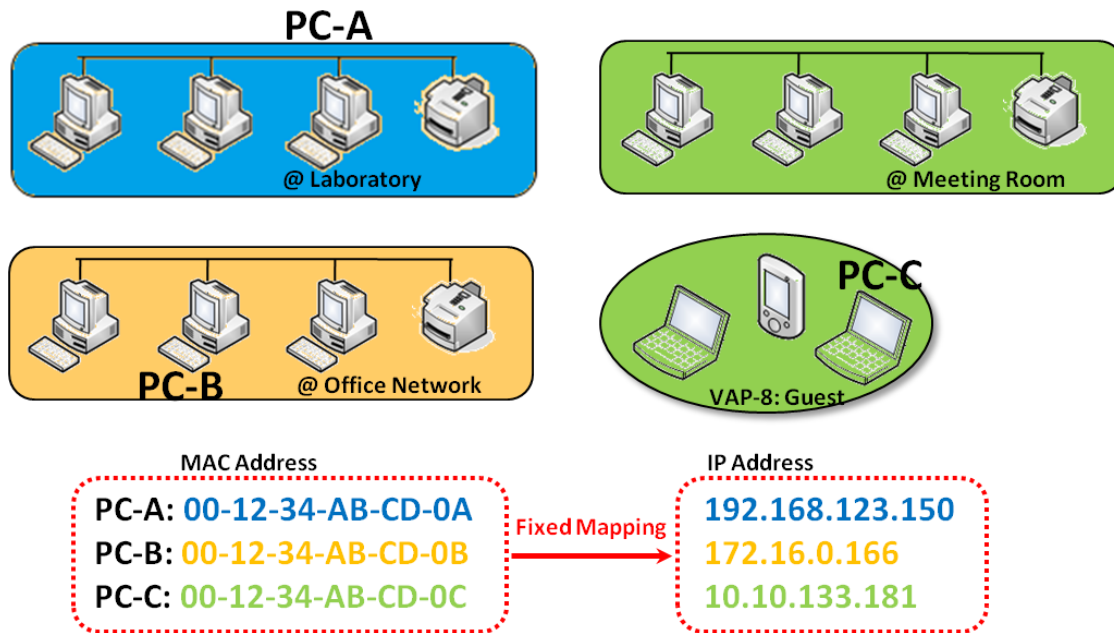 PC-A
@ Laboratory
@ Meeting Room
PC-B
@ Office Network
PC-C
VAP-8: Guest
MAC Address
PC-A: 00-12-34-AB-CD-0A
PC-B: 00-12-34-AB-CD-0B
PC-C: 00-12-34-AB-CD-0C
Fixed Mapping
IP Address
192.168.123.150
172.16.0.166
10.10.133.181